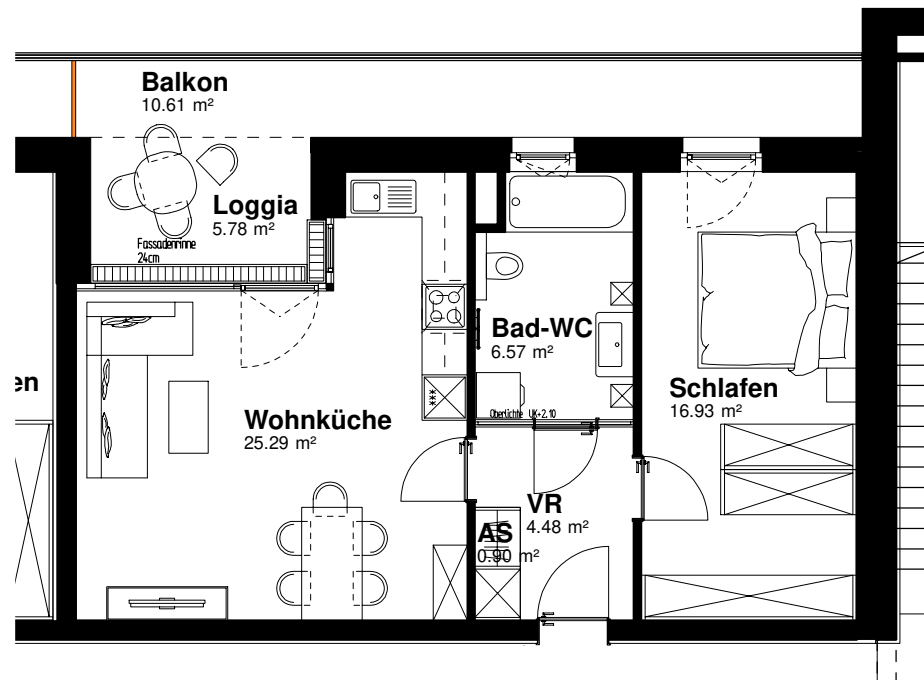 Balkon
10.61 m²
Loggia
5.78 m²
Fassadenrinne
24cm
en
Wohnküche
25.29 m²
Bad-WC
6.57 m²
Oberlichte UK+2.10
Schlafen
16.93 m²
VR
4.48 m²
AS
0.90 m²